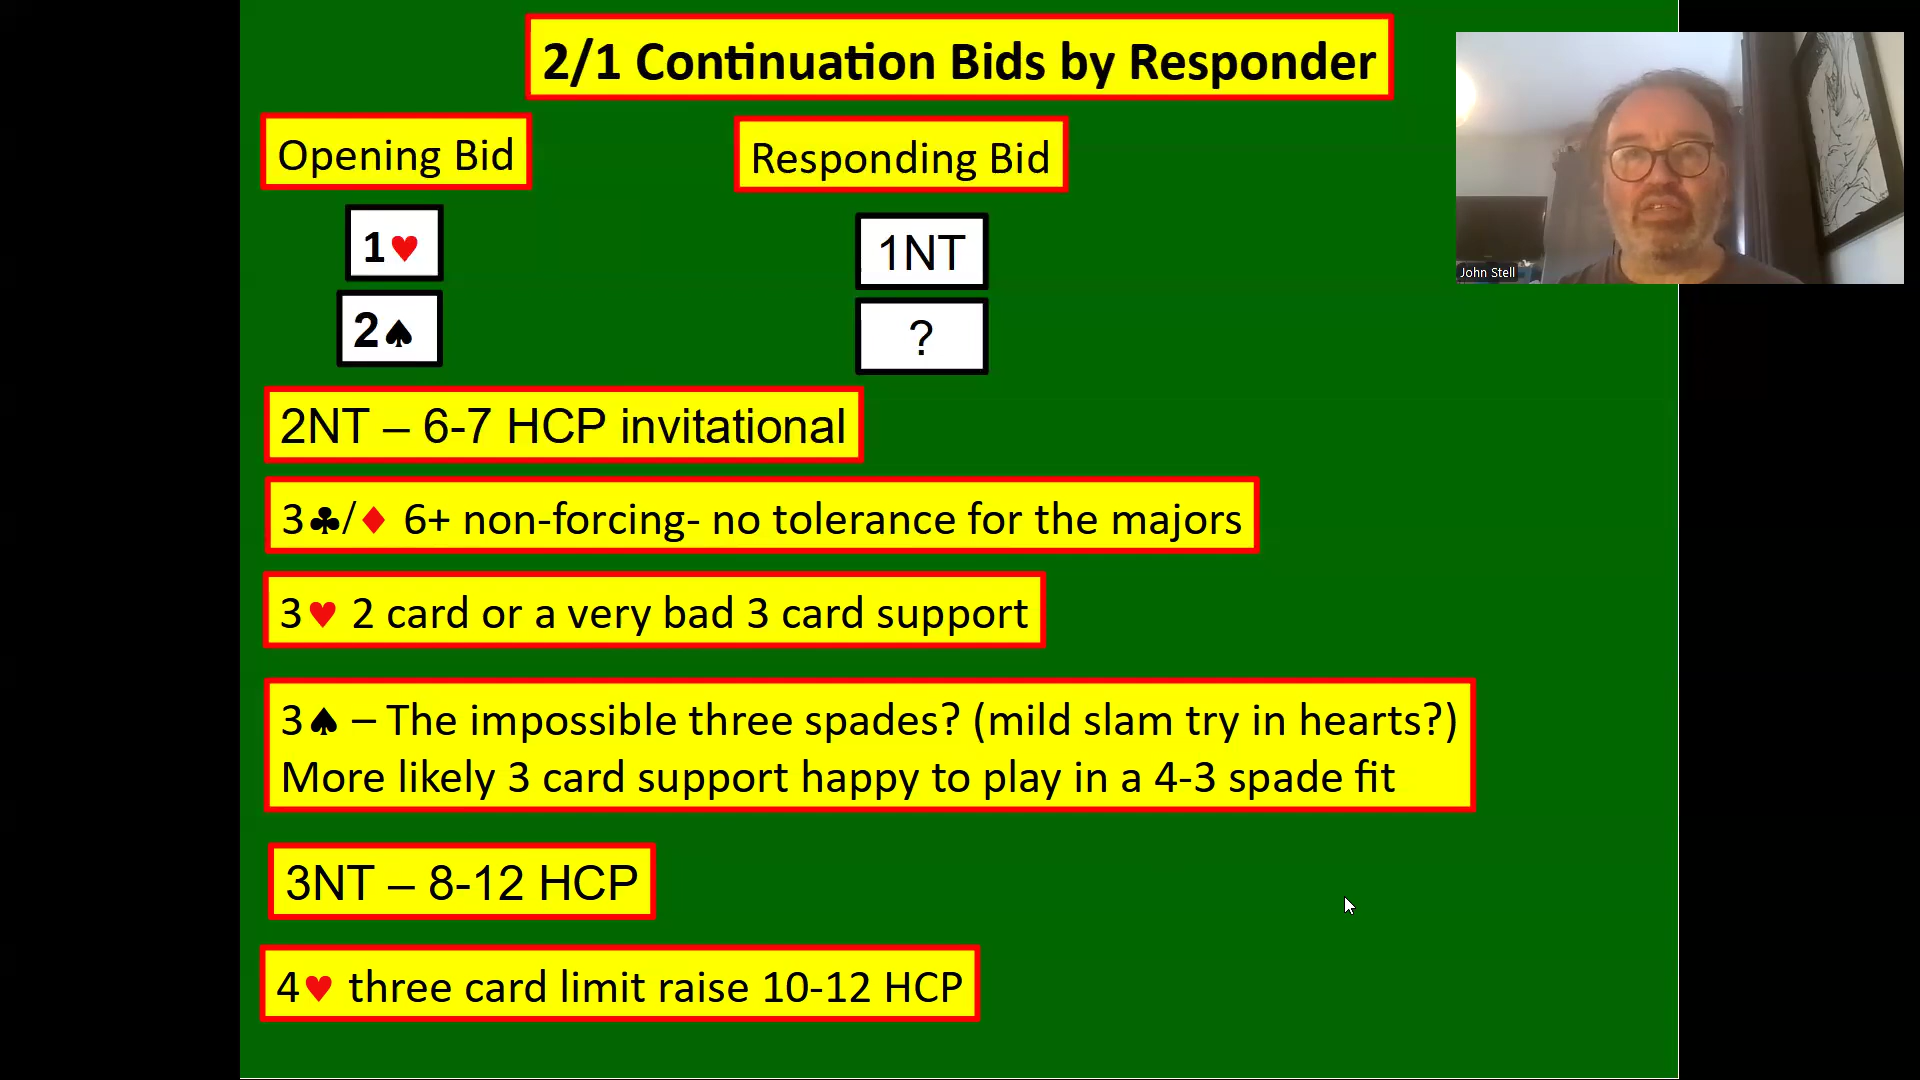 2/1 Continuation Bids by Responder
Opening Bid
Responding Bid
1♥
1NT
2♠
?
2NT – 6-7 HCP invitational
3♣/♦ 6+ non-forcing- no tolerance for the majors
3♥ 2 card or a very bad 3 card support
3♠ – The impossible three spades? (mild slam try in hearts?)
More likely 3 card support happy to play in a 4-3 spade fit
3NT – 8-12 HCP
4♥ three card limit raise 10-12 HCP
John Stell